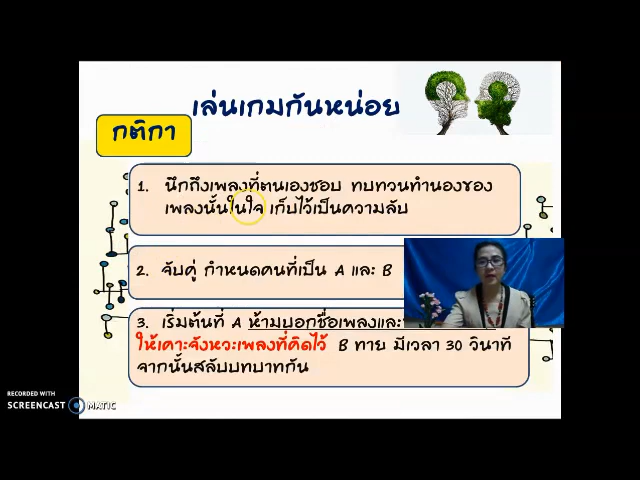 เล่นเกมกันหน่อย
กติกา
1. นึกถึงเพลงที่ตนเองชอบ ทบทวนทำนองของ
เพลงนั้นในใจ เก็บไว้เป็นความลับ
2. จับคู่ กำหนดคนที่เป็น A และ B
3. เริ่มต้นที่ A ห้ามบอกชื่อเพลงและ
ให้เคาะจังหวะเพลงที่คิดไว้ B ทาย มีเวลา 30 วินาที
จากนั้นสลับบทบาทกัน
RECORDED WITH
SCREENCAST MATIC